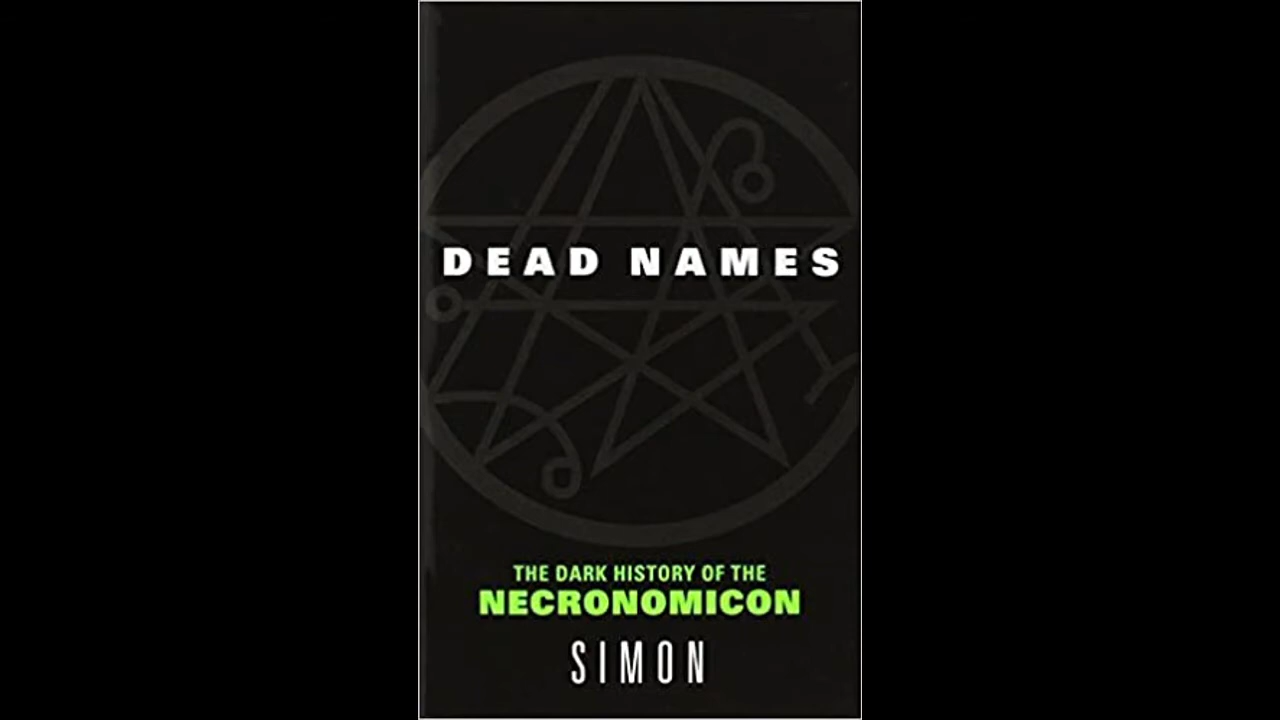 DEAD NAMES
THE DARK HISTORY OF THE
NECRONOMICON
SIMON